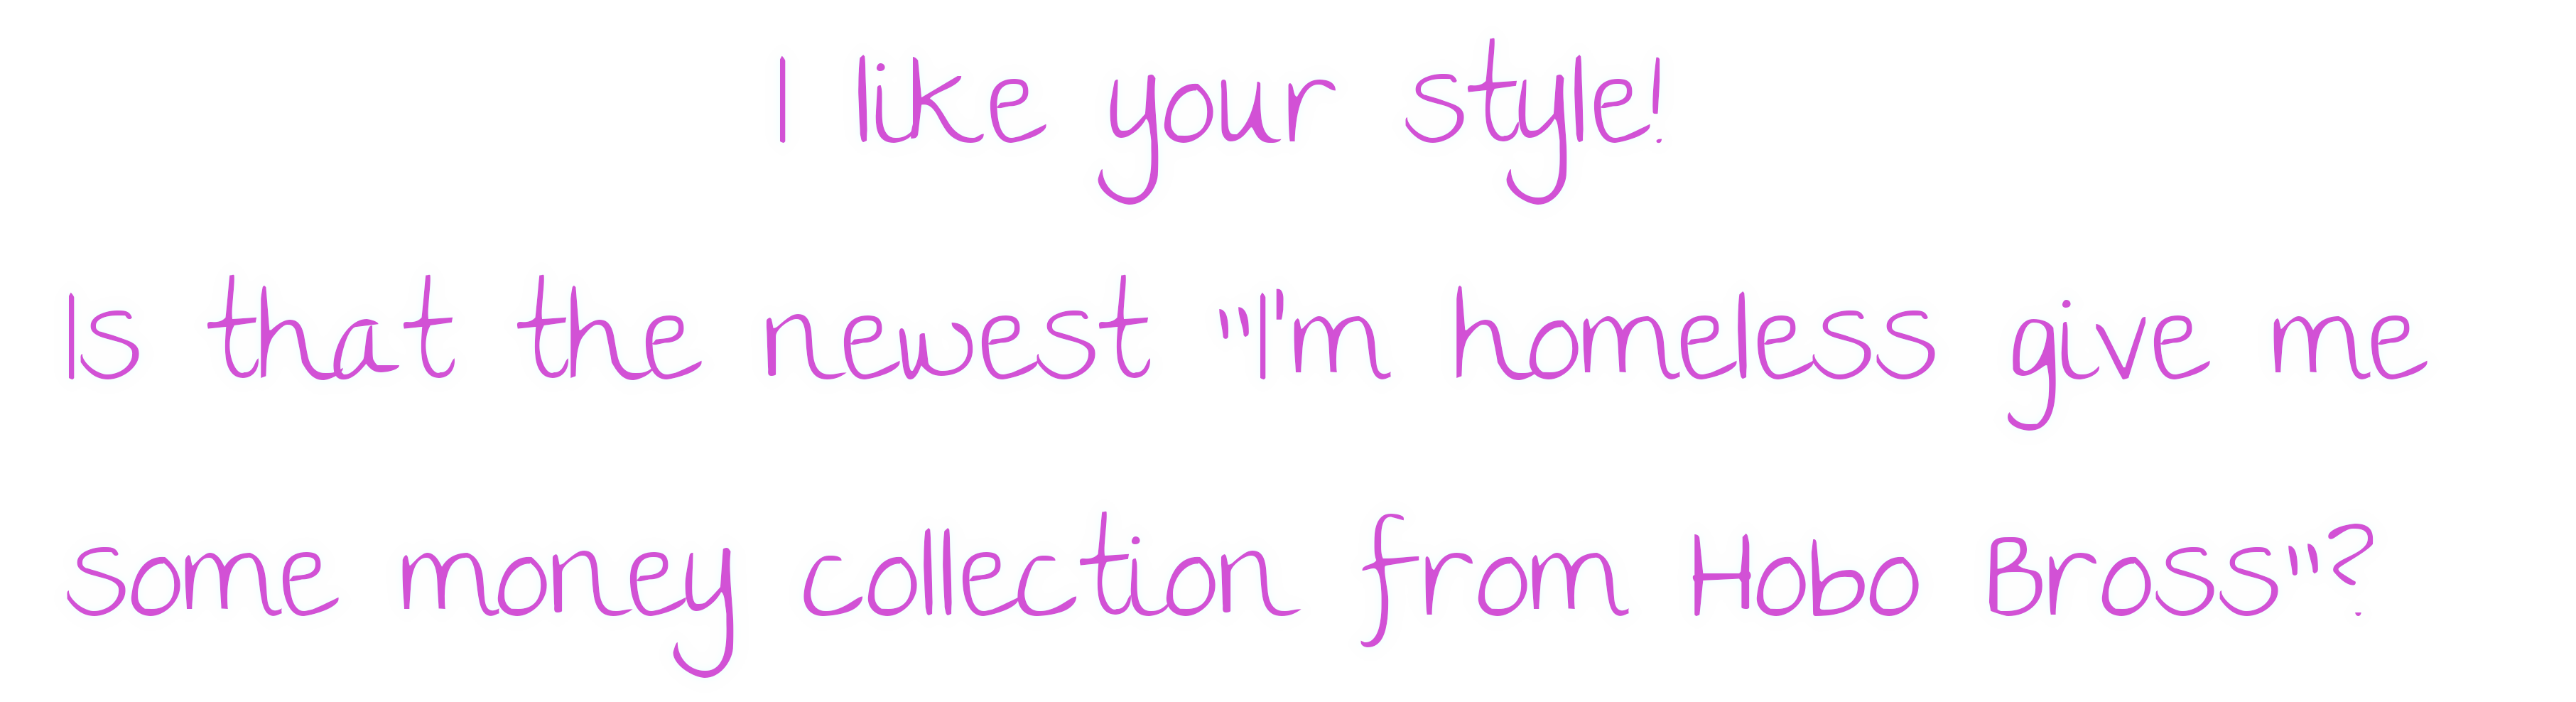 I like your style!
Is that the newest "I'm homeless give me
some money collection from Hobo Bross"?